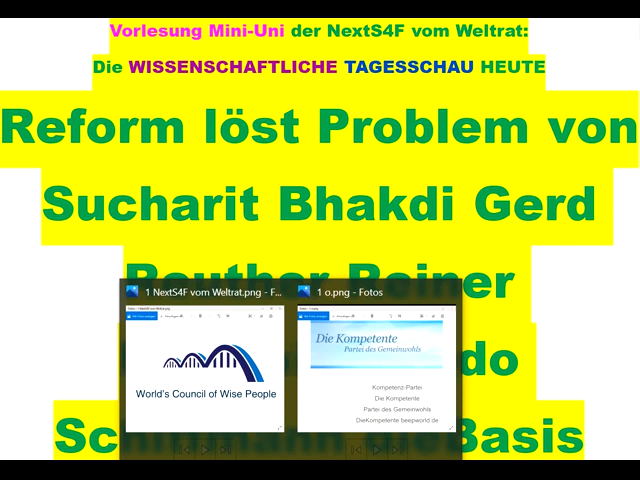 Vorlesung Mini-Uni der NextS4F vom Weltrat:
Die WISSENSCHAFTLICHE TAGESSCHAU HEUTE
Reform löst Problem von
Sucharit Bhakdi Gerd
Reiner
do
Basis
1 NextS4F vom Weltrat.png - F...
World's Council of Wise People
1 o.png - Fotos
Die Kompetente
Partei des Gemeinwohls
Kompetenz-Partei
Die Kompetente
Partei des Gemeinwohls
DieKompetente.beepworld.de